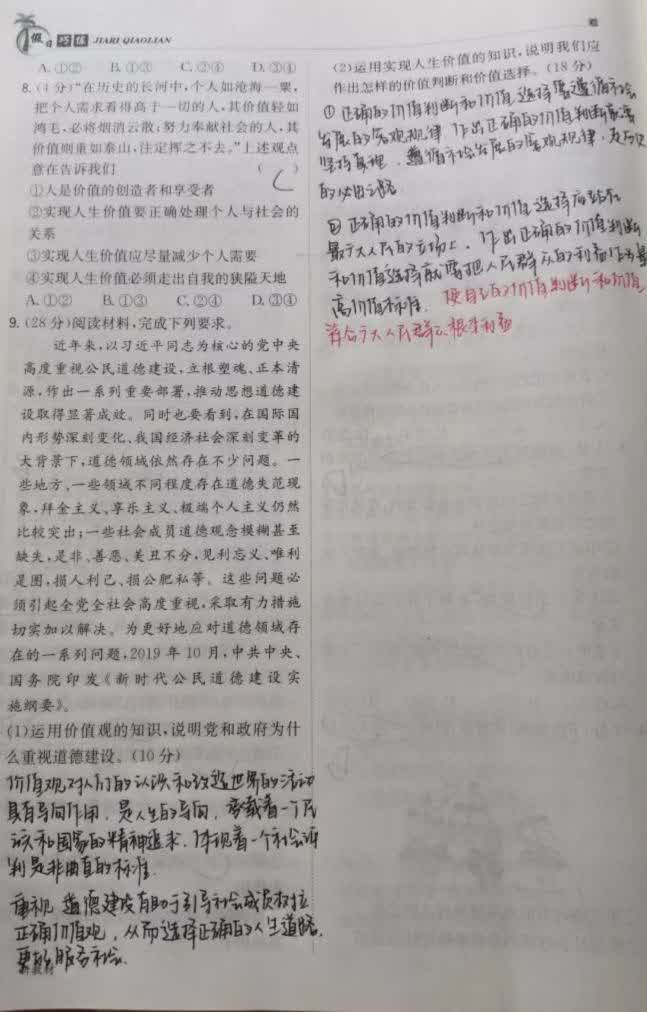 假日 巧练 JIARI QIAOLIAN
A. ①② B. ①③ C. ②④ D. ③④
8. (4 分)“在历史的长河中,个人如沧海一粟,
把个人需求看得高于一切的人,其价值轻如
鸿毛,必将烟消云散;努力奉献社会的人,其
价值则重如泰山,注定挥之不去。”上述观点
意在告诉我们 ( C )
①人是价值的创造者和享受者
②实现人生价值要正确处理个人与社会的
关系
③实现人生价值应尽量减少个人需要
④实现人生价值必须走出自我的狭隘天地
A. ①② B. ①③ C. ②④ D. ③④
9. (28 分)阅读材料,完成下列要求。
近年来,以习近平同志为核心的党中央
高度重视公民道德建设,立根塑魂、正本清
源,作出一系列重要部署,推动思想道德建
设取得显著成效。同时也要看到,在国际国
内形势深刻变化、我国经济社会深刻变革的
大背景下,道德领域依然存在不少问题。一
些地方、一些领域不同程度存在道德失范现
象,拜金主义、享乐主义、极端个人主义仍然
比较突出;一些社会成员道德观念模糊甚至
缺失,是非、善恶、美丑不分,见利忘义、唯利
是图,损人利己、损公肥私等。这些问题必
须引起全党全社会高度重视,采取有力措施
切实加以解决。为更好地应对道德领域存
在的一系列问题,2019 年 10 月,中共中央、
国务院印发《新时代公民道德建设实
施纲要》。
(1)运用价值观的知识,说明党和政府为什
么重视道德建设。(10 分)
价值观对人们的认识和改造世界的活动
具有导向作用,是人生的导向,承载着一个民
族和国家的精神追求,体现着一个社会评
判是非曲直的标准.
重视道德建设有助于引导社会成员树立
正确价值观,从而选择正确的人生道路,
更好服务社会.
新教材
(2)运用实现人生价值的知识,说明我们应
作出怎样的价值判断和价值选择。(18 分)
① 正确的价值判断和价值选择需遵循社会
发展的客观规律 作出正确的价值判断
坚持真理,遵循社会发展的客观规律,
的必由之路
② 正确的价值判断和价值选择应站在
最广大人民的立场上,作出正确的价值判断
和价值选择就需把人民群众的利益作为最
高价值标准. 使自己的价值判断和价值
符合广大人民群众根本利益